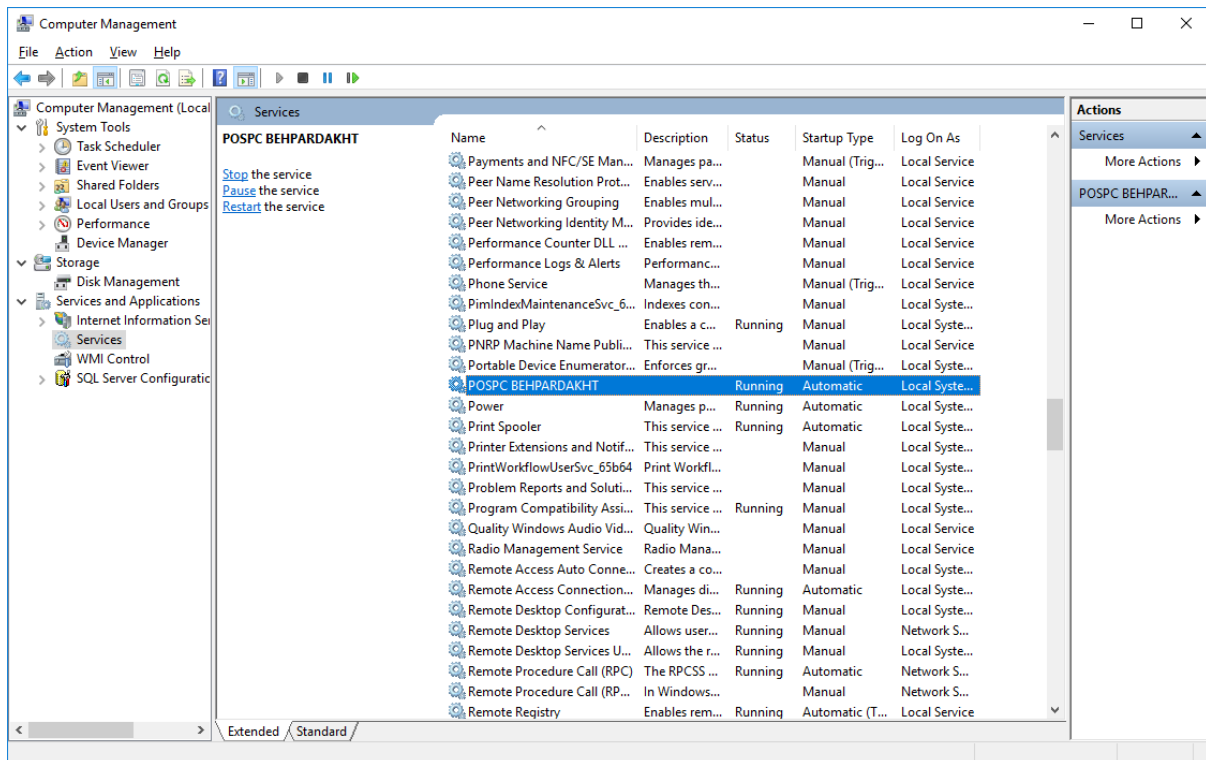 Computer Management
File Action View Help
Computer Management (Local
System Tools
Task Scheduler
Event Viewer
Shared Folders
Local Users and Groups
Performance
Device Manager
Storage
Disk Management
Services and Applications
Internet Information Ser
Services
WMI Control
SQL Server Configuratic
Services
POSPC BEHPARDAKHT
Stop the service
Pause the service
Restart the service
Name Description Status Startup Type Log On As
Payments and NFC/SE Man... Manages pa... Manual (Trig... Local Service
Peer Name Resolution Prot... Enables serv... Manual Local Service
Peer Networking Grouping Enables mul... Manual Local Service
Peer Networking Identity M... Provides ide... Manual Local Service
Performance Counter DLL ... Enables rem... Manual Local Service
Performance Logs & Alerts Performanc... Manual Local Service
Phone Service Manages th... Manual (Trig... Local Service
PimIndexMaintenanceSvc_6... Indexes con... Manual Local Syste...
Plug and Play Enables a c... Running Manual Local Syste...
PNRP Machine Name Publi... This service ... Manual Local Service
Portable Device Enumerator... Enforces gr... Manual (Trig... Local Syste...
POSPC BEHPARDAKHT Running Automatic Local Syste...
Power Manages p... Running Automatic Local Syste...
Print Spooler This service ... Running Automatic Local Syste...
Printer Extensions and Notif... This service ... Manual Local Syste...
PrintWorkflowUserSvc_65b64 Print Workfl... Manual Local Syste...
Problem Reports and Soluti... This service ... Manual Local Syste...
Program Compatibility Assi... This service ... Running Manual Local Syste...
Quality Windows Audio Vid... Quality Win... Manual Local Service
Radio Management Service Radio Mana... Manual Local Service
Remote Access Auto Conne... Creates a co... Manual Local Syste...
Remote Access Connection... Manages di... Running Automatic Local Syste...
Remote Desktop Configurat... Remote Des... Running Manual Local Syste...
Remote Desktop Services Allows user... Running Manual Network S...
Remote Desktop Services U... Allows the r... Running Manual Local Syste...
Remote Procedure Call (RPC) The RPCSS ... Running Automatic Network S...
Remote Procedure Call (RP... In Windows... Manual Network S...
Remote Registry Enables rem... Running Automatic (T... Local Service
Extended Standard
Actions
Services
More Actions
POSPC BEHPAR...
More Actions